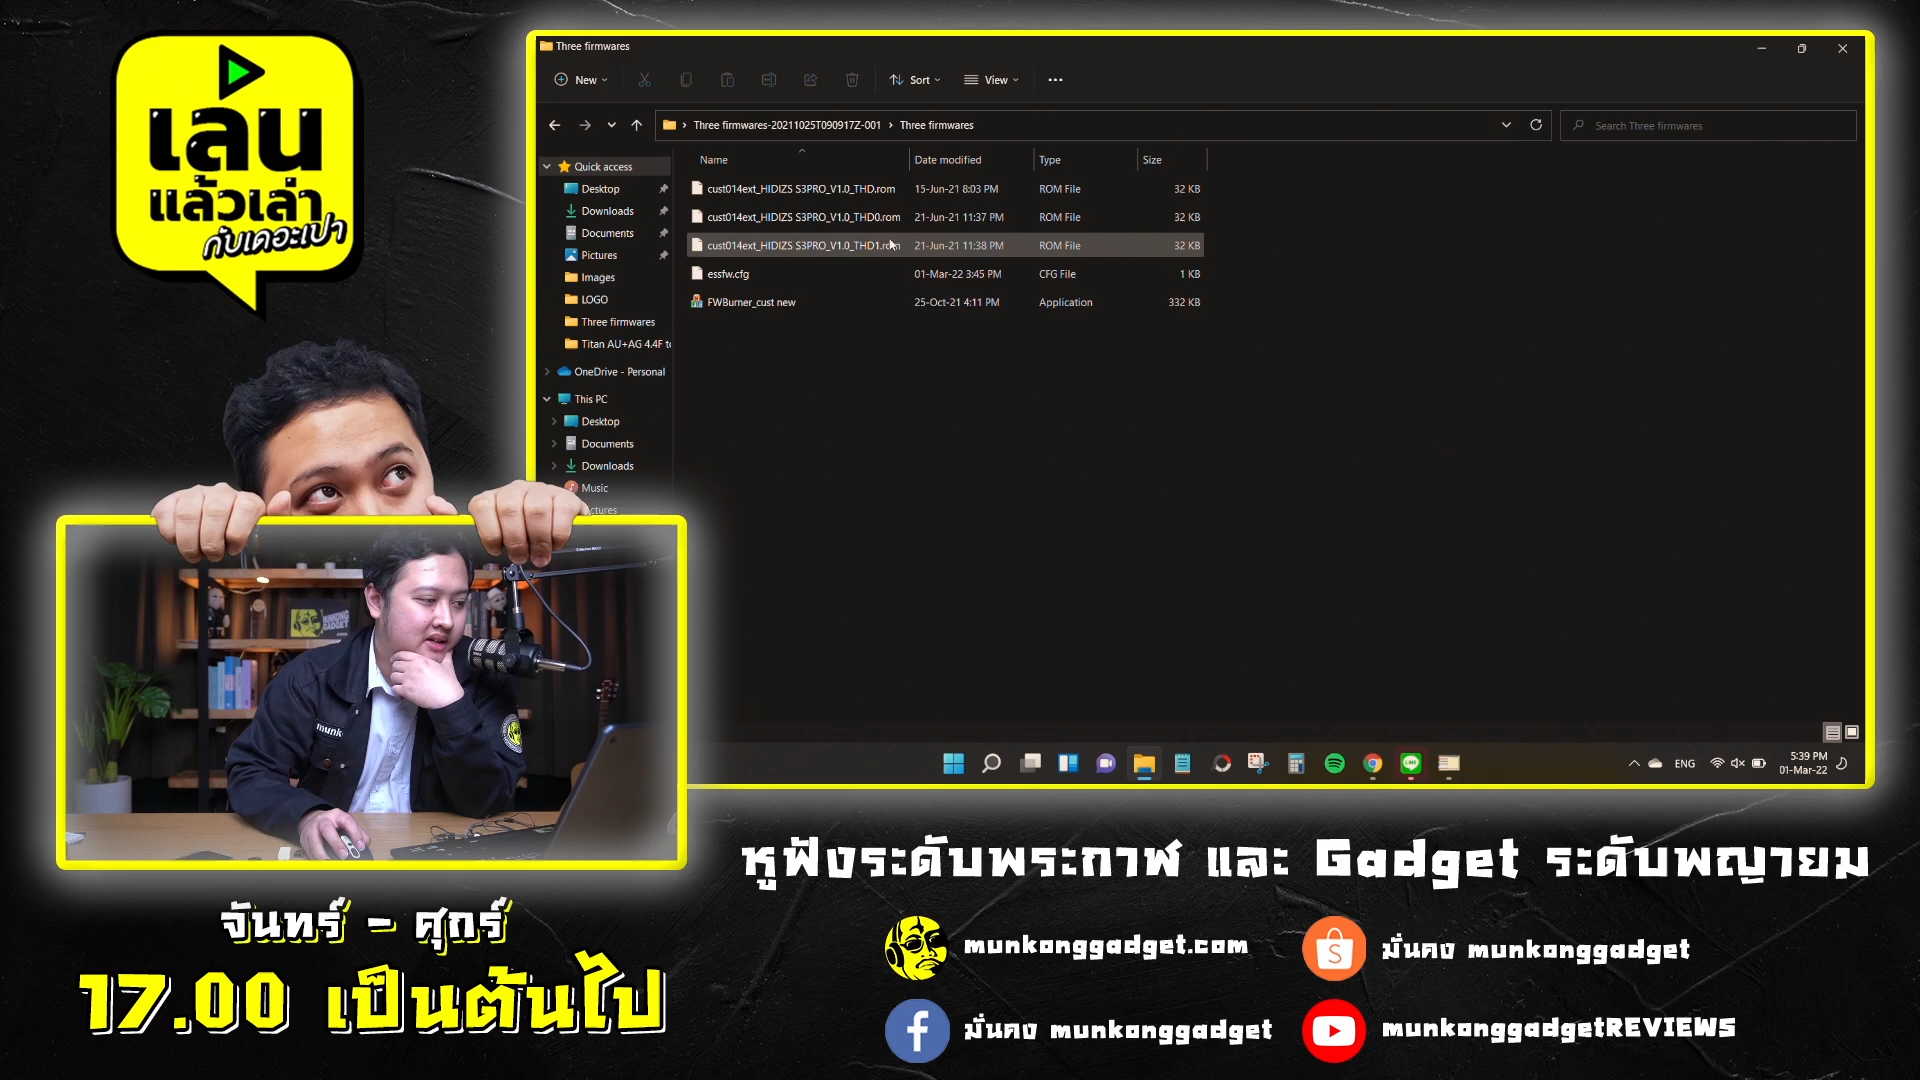 เล่น
แล้วเล่า
กับเดอะเปา
Three firmwares
New
Sort
View
Three firmwares-20211025T090917Z-001 > Three firmwares
Search Three firmwares
Name
Date modified
Type
Size
Quick access
Desktop
Downloads
Documents
Pictures
Images
LOGO
Three firmwares
Titan AU+AG 4.4F to
OneDrive - Personal
This PC
Desktop
Documents
Downloads
Music
ctures
cust014ext_HIDIZS S3PRO_V1.0_THD.rom 15-Jun-21 8:03 PM ROM File 32 KB
cust014ext_HIDIZS S3PRO_V1.0_THD0.rom 21-Jun-21 11:37 PM ROM File 32 KB
cust014ext_HIDIZS S3PRO_V1.0_THD1.rom 21-Jun-21 11:38 PM ROM File 32 KB
essfw.cfg 01-Mar-22 3:45 PM CFG File 1 KB
FWBurner_cust new 25-Oct-21 4:11 PM Application 332 KB
ENG
5:39 PM
01-Mar-22
MUNKONG
GADGET
munk
จันทร์ - ศุกร์
17.00 เป็นต้นไป
หูฟังระดับพระกาฬ และ Gadget ระดับพญายม
munkonggadget.com
มั่นคง munkonggadget
มั่นคง munkonggadget
munkonggadgetREVIEWS